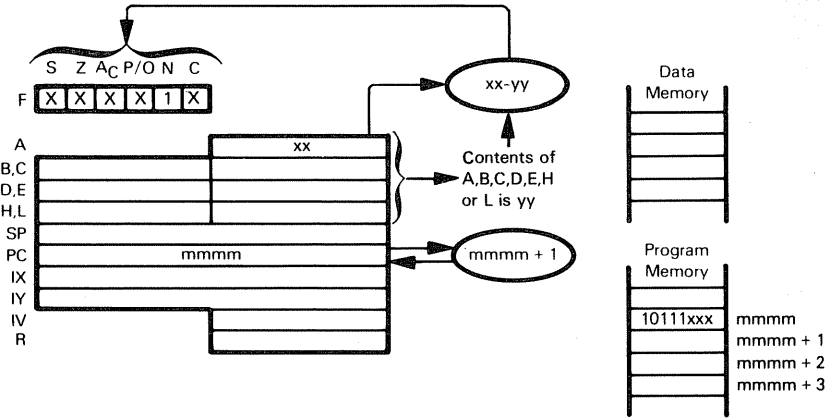 S Z AC P/O N C
F X X X X 1 X
A xx
B,C
D,E
H,L
SP
PC mmmm
IX
IY
IV
R
xx-yy
Contents of
A,B,C,D,E,H
or L is yy
mmmm + 1
Data
Memory
Program
Memory
10111xxx mmmm
mmmm + 1
mmmm + 2
mmmm + 3